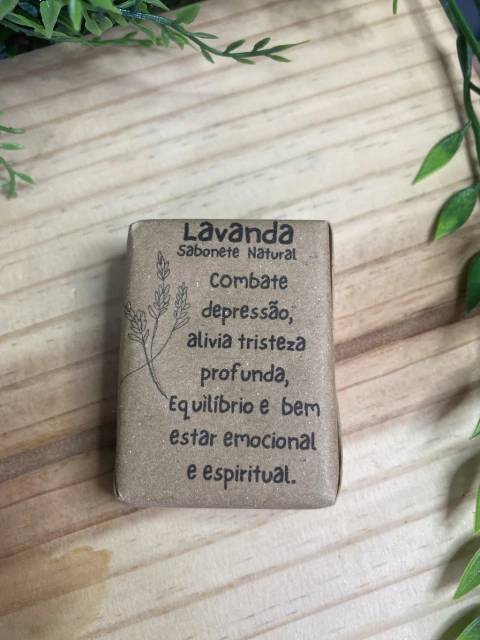 Lavanda
Sabonete Natural
Combate
depressão,
alivia tristeza
profunda,
Equilíbrio e bem
estar emocional
e espiritual.